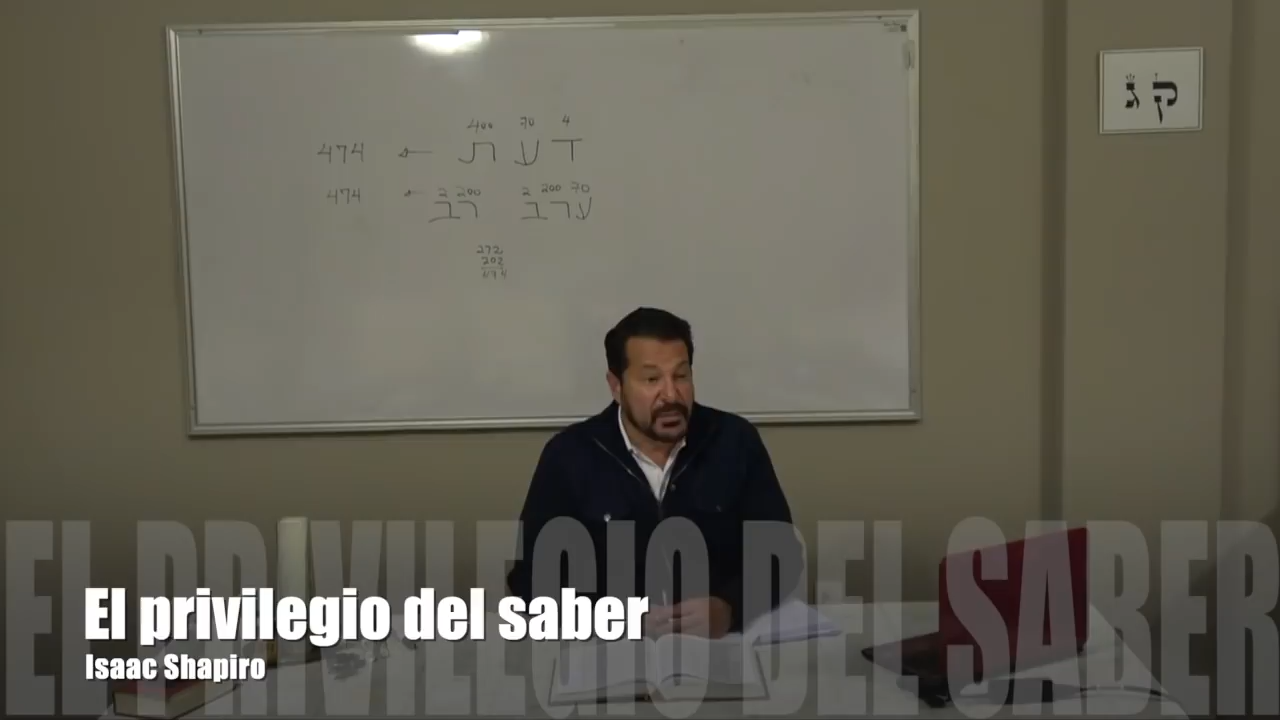 400 70 4
474 ← דעת
2 200 2 200 70
474 ← ערב רב
272
202
474
ק ג
EL PRIVILEGIO DEL SABER
El privilegio del saber
Isaac Shapiro